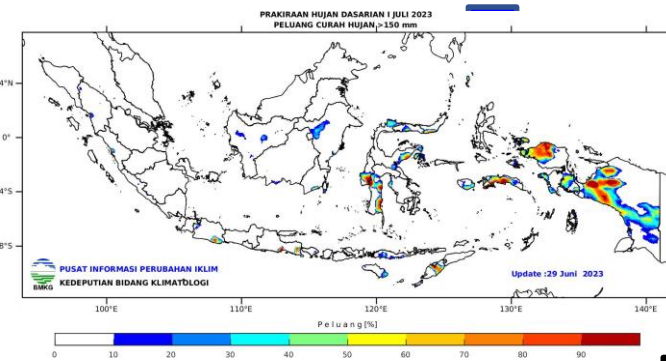 PRAKIRAAN HUJAN DASARIAN I JULI 2023
PELUANG CURAH HUJAN >150 mm
4°N
0°
4°S
8°S
PUSAT INFORMASI PERUBAHAN IKLIM
KEDEPUTIAN BIDANG KLIMATOLOGI
BMKG
Update :29 Juni 2023
100°E 110°E 120°E 130°E 140°E
Peluang[%]
0 10 20 30 40 50 60 70 80 90